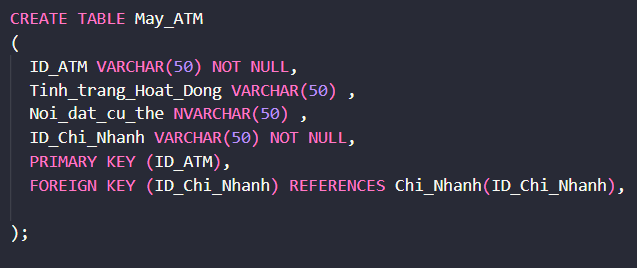 CREATE TABLE May_ATM
(
ID_ATM VARCHAR(50) NOT NULL,
Tinh_trang_Hoat_Dong VARCHAR(50) ,
Noi_dat_cu_the NVARCHAR(50) ,
ID_Chi_Nhanh VARCHAR(50) NOT NULL,
PRIMARY KEY (ID_ATM),
FOREIGN KEY (ID_Chi_Nhanh) REFERENCES Chi_Nhanh(ID_Chi_Nhanh),
);